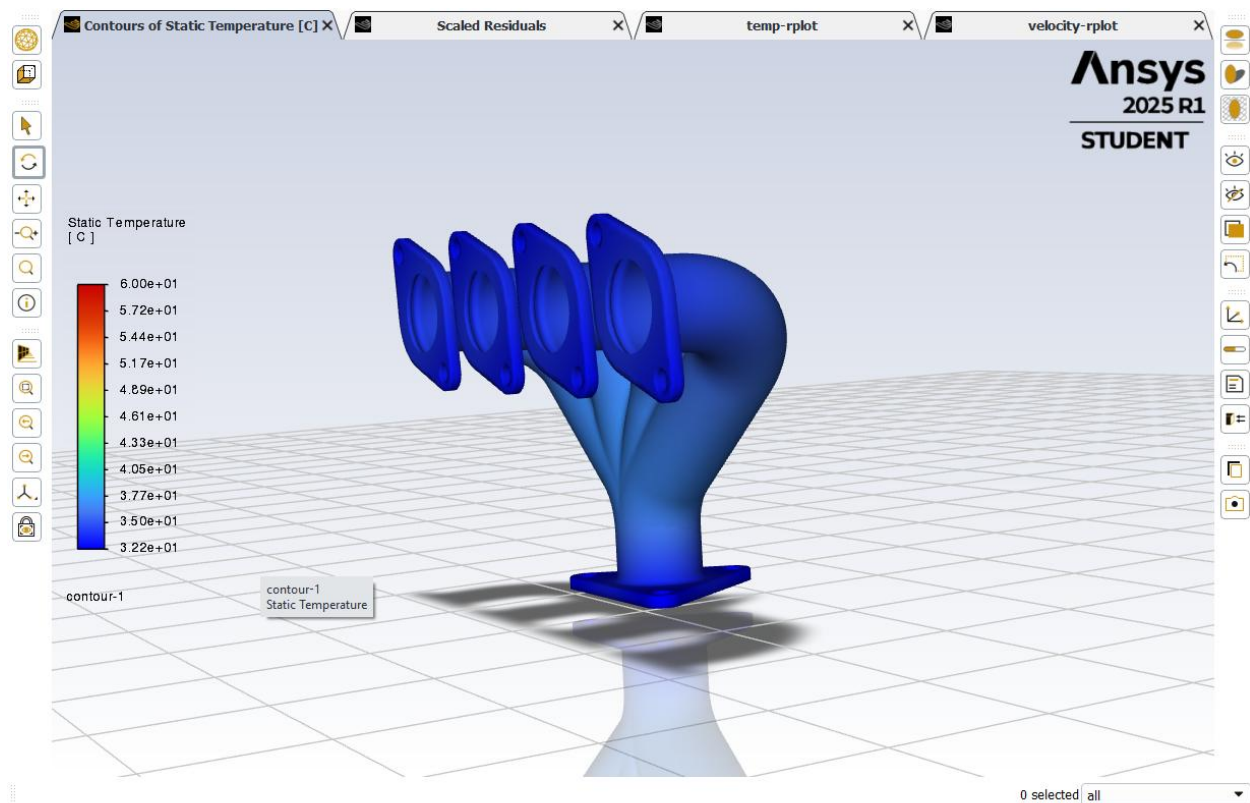 Contours of Static Temperature [C]
Scaled Residuals
temp-rplot
velocity-rplot
Ansys
2025 R1
STUDENT
Static Temperature
[ C ]
6.00e+01
5.72e+01
5.44e+01
5.17e+01
4.89e+01
4.61e+01
4.33e+01
4.05e+01
3.77e+01
3.50e+01
3.22e+01
contour-1
contour-1
Static Temperature
0 selected all